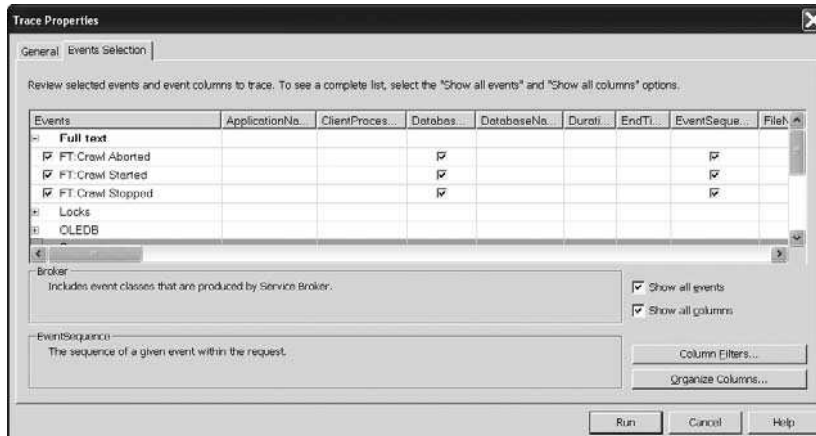 Trace Properties
General Events Selection
Review selected events and event columns to trace. To see a complete list, select the "Show all events" and "Show all columns" options.
Events ApplicationNa... ClientProces... Databas... DatabaseNa... Durati... EndTi... EventSeque... FileN
Full text
FT:Crawl Aborted
FT:Crawl Started
FT:Crawl Stopped
Locks
OLEDB
Broker
Includes event classes that are produced by Service Broker.
Show all events
Show all columns
EventSequence
The sequence of a given event within the request.
Column Filters...
Organize Columns...
Run Cancel Help